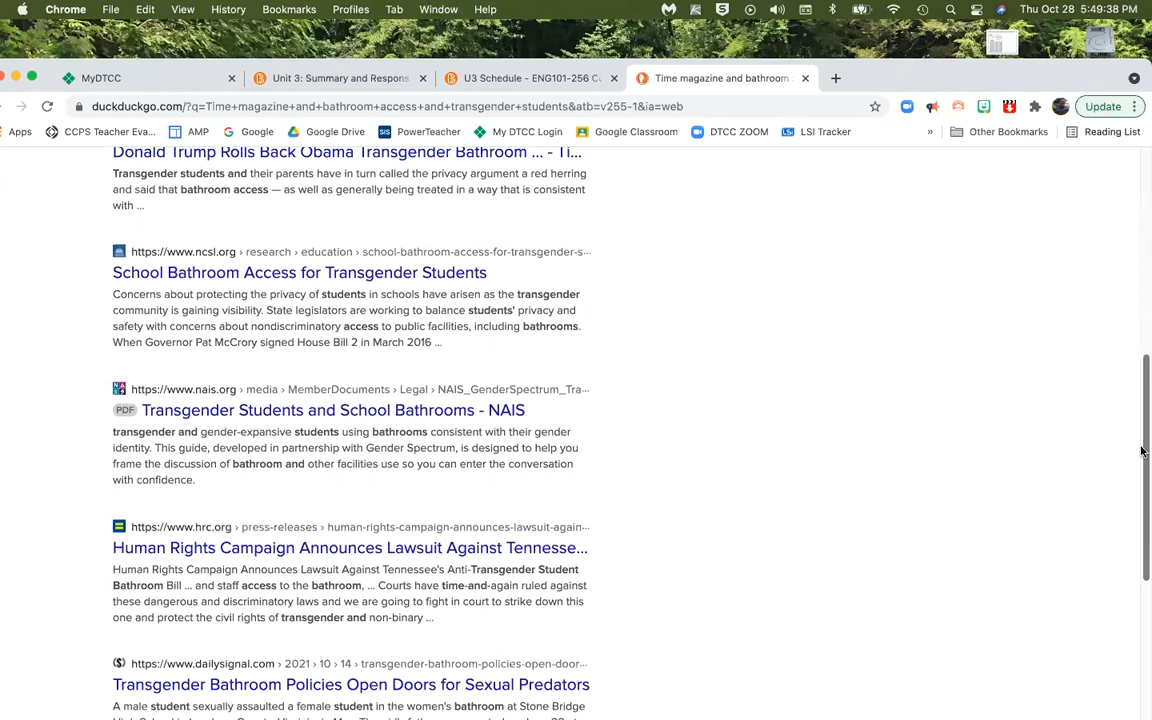 Chrome File Edit View History Bookmarks Profiles Tab Window Help Thu Oct 28 5:49:38 PM
MyDTCC Unit 3: Summary and Respons U3 Schedule - ENG101-256 Co Time magazine and bathroom
duckduckgo.com/?q=Time+magazine+and+bathroom+access+and+transgender+students&atb=v255-1&ia=web Update
Apps CCPS Teacher Eva... AMP Google Google Drive SIS PowerTeacher My DTCC Login Google Classroom DTCC ZOOM LSI LSI Tracker » Other Bookmarks Reading List
Donald Trump Rolls Back Obama Transgender Bathroom ... - Ti...
Transgender students and their parents have in turn called the privacy argument a red herring
and said that bathroom access — as well as generally being treated in a way that is consistent
with ...
https://www.ncsl.org › research › education › school-bathroom-access-for-transgender-s...
School Bathroom Access for Transgender Students
Concerns about protecting the privacy of students in schools have arisen as the transgender
community is gaining visibility. State legislators are working to balance students' privacy and
safety with concerns about nondiscriminatory access to public facilities, including bathrooms.
When Governor Pat McCrory signed House Bill 2 in March 2016 ...
https://www.nais.org › media › MemberDocuments › Legal › NAIS_GenderSpectrum_Tra...
PDF Transgender Students and School Bathrooms - NAIS
transgender and gender-expansive students using bathrooms consistent with their gender
identity. This guide, developed in partnership with Gender Spectrum, is designed to help you
frame the discussion of bathroom and other facilities use so you can enter the conversation
with confidence.
https://www.hrc.org › press-releases › human-rights-campaign-announces-lawsuit-again...
Human Rights Campaign Announces Lawsuit Against Tennesse...
Human Rights Campaign Announces Lawsuit Against Tennessee's Anti-Transgender Student
Bathroom Bill ... and staff access to the bathroom, ... Courts have time-and-again ruled against
these dangerous and discriminatory laws and we are going to fight in court to strike down this
one and protect the civil rights of transgender and non-binary ...
https://www.dailysignal.com › 2021 › 10 › 14 › transgender-bathroom-policies-open-door...
Transgender Bathroom Policies Open Doors for Sexual Predators
A male student sexually assaulted a female student in the women's bathroom at Stone Bridge